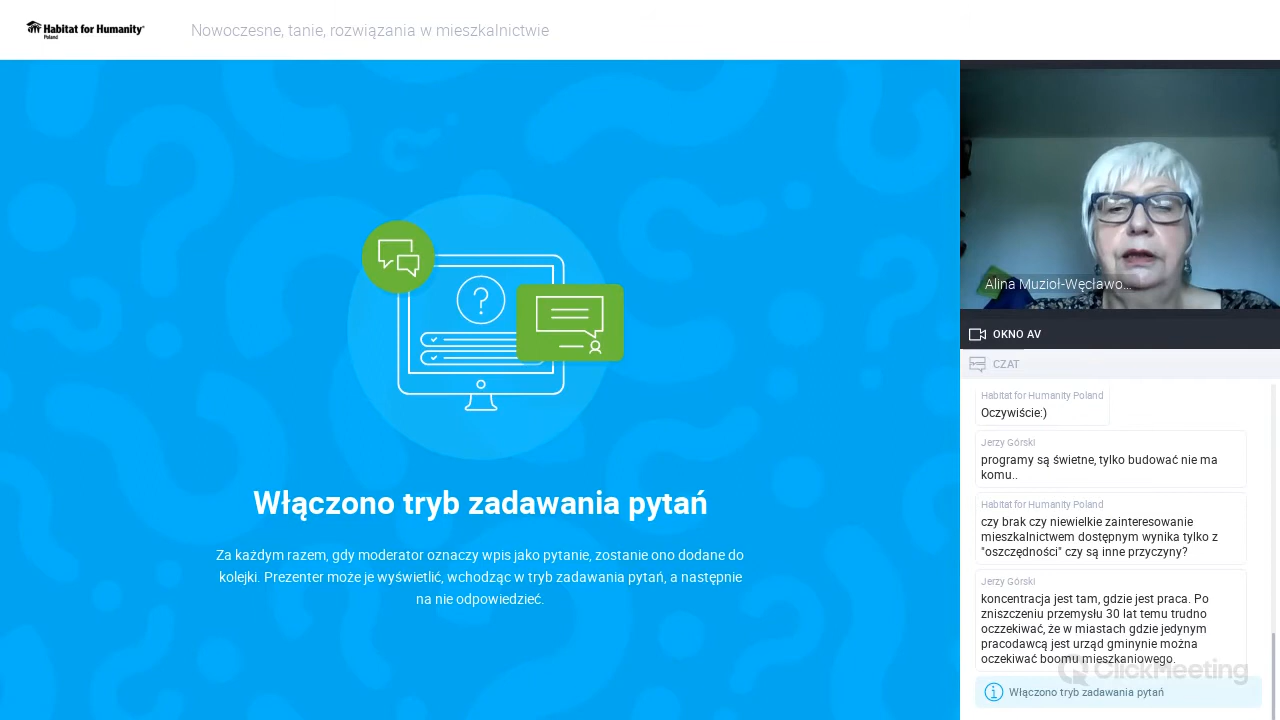 Habitat for Humanity®
Poland
Nowoczesne, tanie, rozwiązania w mieszkalnictwie
?
Włączono tryb zadawania pytań
Za każdym razem, gdy moderator oznaczy wpis jako pytanie, zostanie ono dodane do
kolejki. Prezenter może je wyświetlić, wchodząc w tryb zadawania pytań, a następnie
na nie odpowiedzieć.
Alina Muzioł-Węcławo...
OKNO AV
CZAT
Habitat for Humanity Poland
Oczywiście:)
Jerzy Górski
programy są świetne, tylko budować nie ma
komu..
Habitat for Humanity Poland
czy brak czy niewielkie zainteresowanie
mieszkalnictwem dostępnym wynika tylko z
"oszczędności" czy są inne przyczyny?
Jerzy Górski
koncentracja jest tam, gdzie jest praca. Po
zniszczeniu przemysłu 30 lat temu trudno
oczzekiwać, że w miastach gdzie jedynym
pracodawcą jest urząd gminynie można
oczekiwać boomu mieszkaniowego.
ClickMeeting
Włączono tryb zadawania pytań